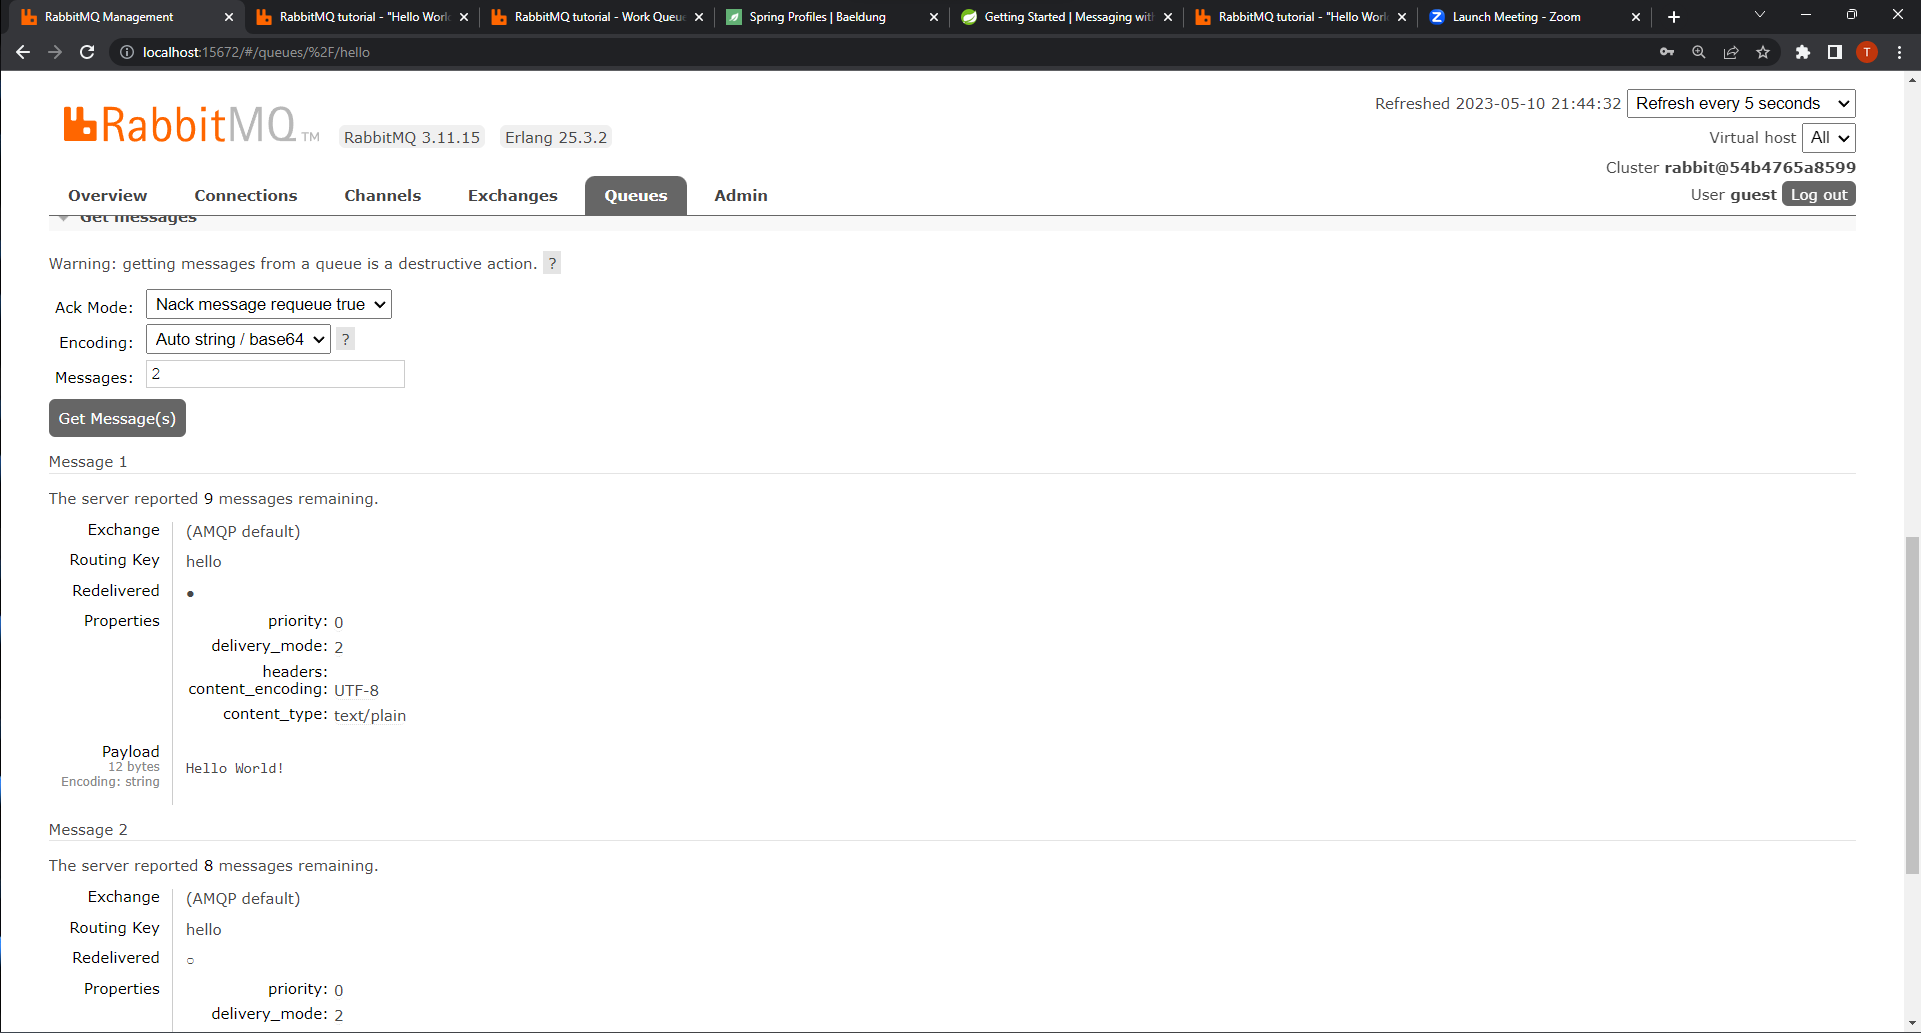 RabbitMQ Management
RabbitMQ tutorial - "Hello Worl
RabbitMQ tutorial - Work Queue
Spring Profiles | Baeldung
Getting Started | Messaging with
RabbitMQ tutorial - "Hello Worl
Launch Meeting - Zoom
localhost:15672/#/queues/%2F/hello
T
RabbitMQ TM
RabbitMQ 3.11.15
Erlang 25.3.2
Refreshed 2023-05-10 21:44:32
Refresh every 5 seconds
Virtual host All
Cluster rabbit@54b4765a8599
User guest Log out
Overview
Connections
Channels
Exchanges
Queues
Admin
Get messages
Warning: getting messages from a queue is a destructive action. ?
Ack Mode: Nack message requeue true
Encoding: Auto string / base64 ?
Messages: 2
Get Message(s)
Message 1
The server reported 9 messages remaining.
Exchange (AMQP default)
Routing Key hello
Redelivered ●
Properties priority: 0
delivery_mode: 2
headers:
content_encoding: UTF-8
content_type: text/plain
Payload
12 bytes
Encoding: string
Hello World!
Message 2
The server reported 8 messages remaining.
Exchange (AMQP default)
Routing Key hello
Redelivered ○
Properties priority: 0
delivery_mode: 2